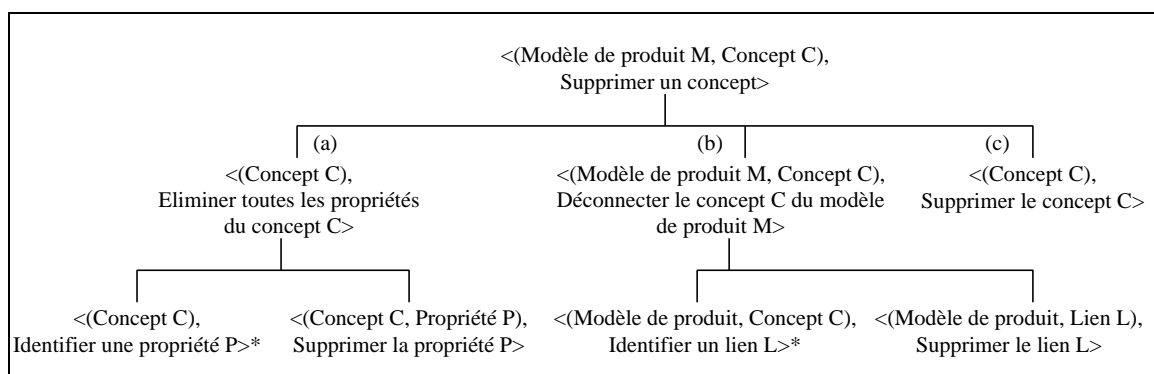 <(Modèle de produit M, Concept C),
Supprimer un concept>
(a)
<(Concept C),
Eliminer toutes les propriétés
du concept C>
(b)
<(Modèle de produit M, Concept C),
Déconnecter le concept C du modèle
de produit M>
(c)
<(Concept C),
Supprimer le concept C>
<(Concept C),
Identifier une propriété P>*
<(Concept C, Propriété P),
Supprimer la propriété P>
<(Modèle de produit, Concept C),
Identifier un lien L>*
<(Modèle de produit, Lien L),
Supprimer le lien L>